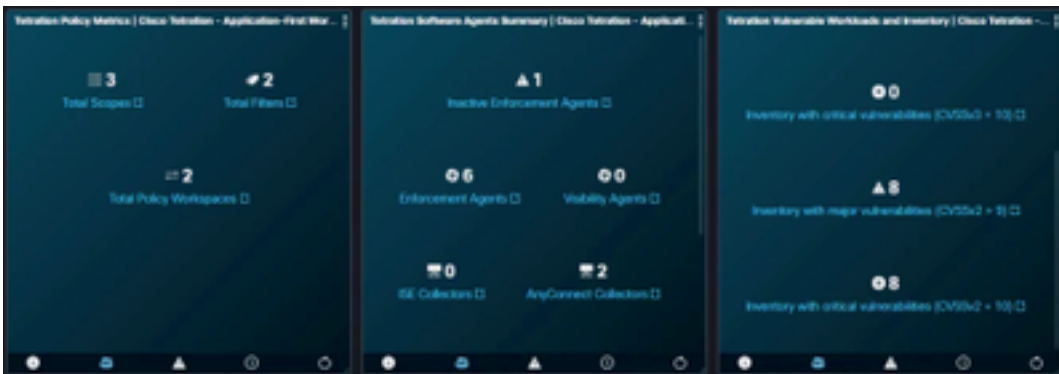 Tetration Policy Metrics | Cisco Tetration - Application-First Wor...
3
Total Scopes
2
Total Filters
2
Total Policy Workspaces
Tetration Software Agents Summary | Cisco Tetration - Applicati...
1
Inactive Enforcement Agents
6
Enforcement Agents
0
Visibility Agents
0
ISE Collectors
2
AnyConnect Collectors
Tetration Vulnerable Workloads and Inventory | Cisco Tetration -...
0
Inventory with critical vulnerabilities (CVSSv3 = 10)
8
Inventory with major vulnerabilities (CVSSv2 > 9)
8
Inventory with critical vulnerabilities (CVSSv2 = 10)